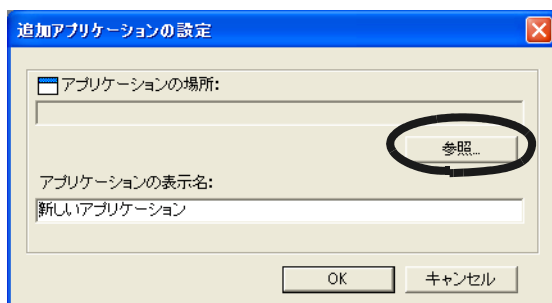 追加アプリケーションの設定
アプリケーションの場所:
参照...
アプリケーションの表示名:
新しいアプリケーション
OK キャンセル